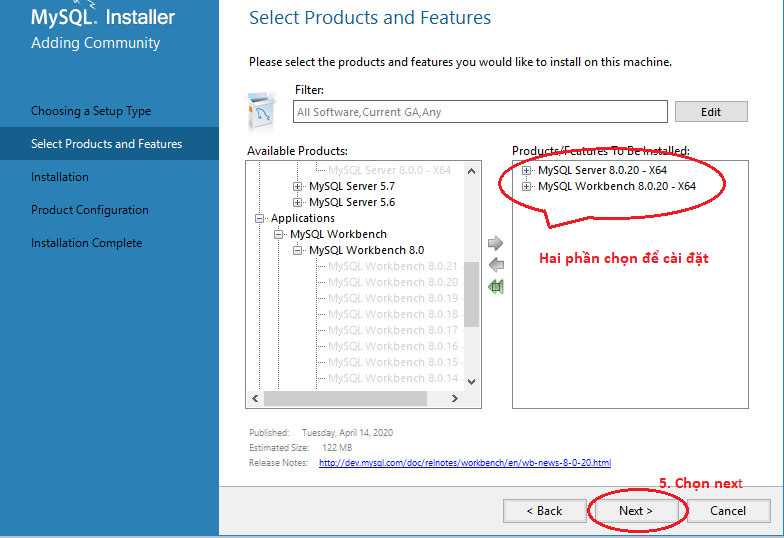 MySQL. Installer
Adding Community
Choosing a Setup Type
Select Products and Features
Installation
Product Configuration
Installation Complete
Select Products and Features
Please select the products and features you would like to install on this machine.
Filter:
All Software,Current GA,Any
Edit
Available Products:
MySQL Server 8.0.0 - X64
MySQL Server 5.7
MySQL Server 5.6
Applications
MySQL Workbench
MySQL Workbench 8.0
MySQL Workbench 8.0.21 -
MySQL Workbench 8.0.20 -
MySQL Workbench 8.0.19 -
MySQL Workbench 8.0.18 -
MySQL Workbench 8.0.17 -
MySQL Workbench 8.0.16 -
MySQL Workbench 8.0.15 -
MySQL Workbench 8.0.14 -
Products/Features To Be Installed:
MySQL Server 8.0.20 - X64
MySQL Workbench 8.0.20 - X64
Hai phần chọn để cài đặt
Published: Tuesday, April 14, 2020
Estimated Size: 122 MB
Release Notes: http://dev.mysql.com/doc/relnotes/workbench/en/wb-news-8-0-20.html
5. Chọn next
< Back
Next >
Cancel